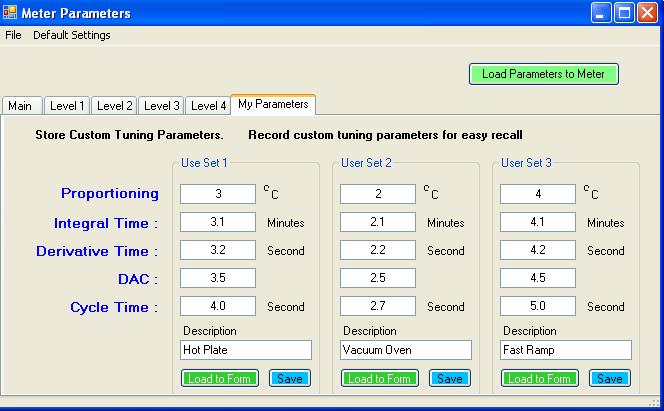 Meter Parameters
File Default Settings
Load Parameters to Meter
Main Level 1 Level 2 Level 3 Level 4 My Parameters
Store Custom Tuning Parameters. Record custom tuning parameters for easy recall
Use Set 1 User Set 2 User Set 3
Proportioning 3 °C 2 °C 4 °C
Integral Time : 3.1 Minutes 2.1 Minutes 4.1 Minutes
Derivative Time : 3.2 Second 2.2 Second 4.2 Second
DAC : 3.5 2.5 4.5
Cycle Time : 4.0 Second 2.7 Second 5.0 Second
Description Description Description
Hot Plate Vacuum Oven Fast Ramp
Load to Form Save Load to Form Save Load to Form Save